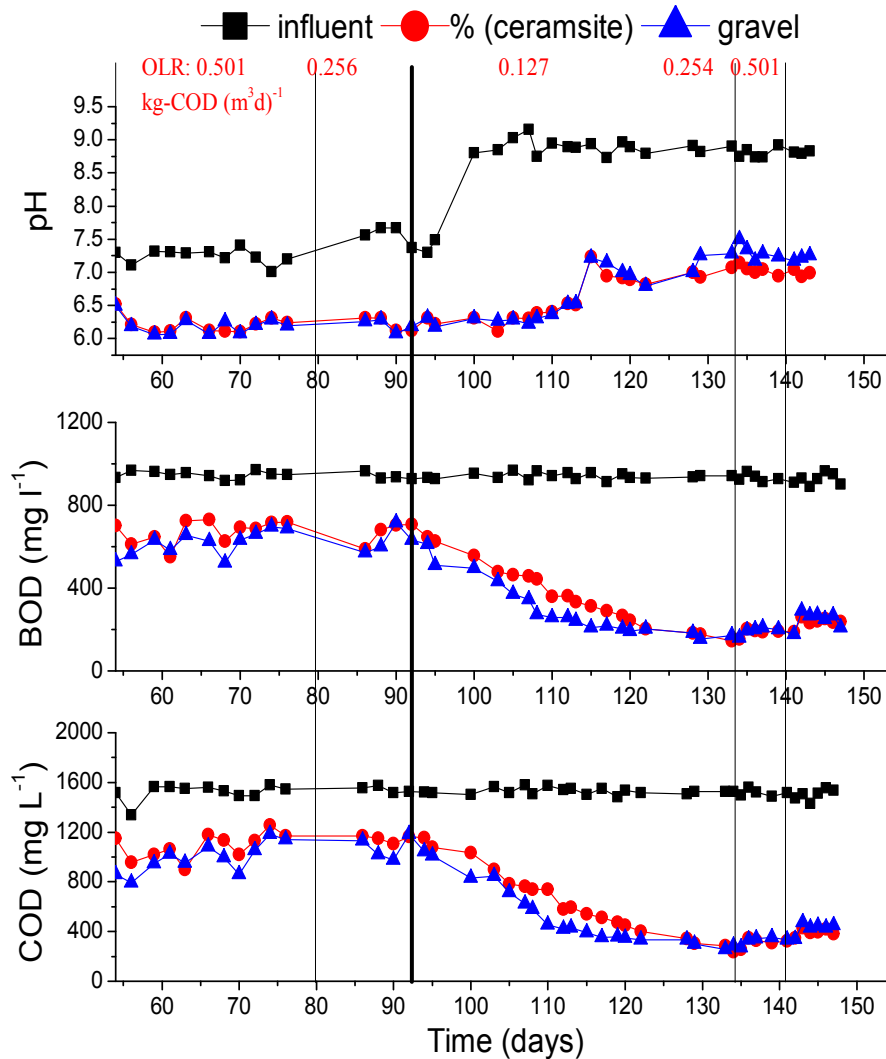 influent % (ceramsite) gravel
OLR: 0.501 0.256 0.127 0.254 0.501
kg-COD (m³d)⁻¹
9.5
9.0
8.5
8.0
7.5
7.0
6.5
6.0
pH
60 70 80 90 100 110 120 130 140 150
1200
800
400
0
BOD (mg l⁻¹)
60 70 80 90 100 110 120 130 140 150
2000
1600
1200
800
400
0
COD (mg L⁻¹)
60 70 80 90 100 110 120 130 140 150
Time (days)